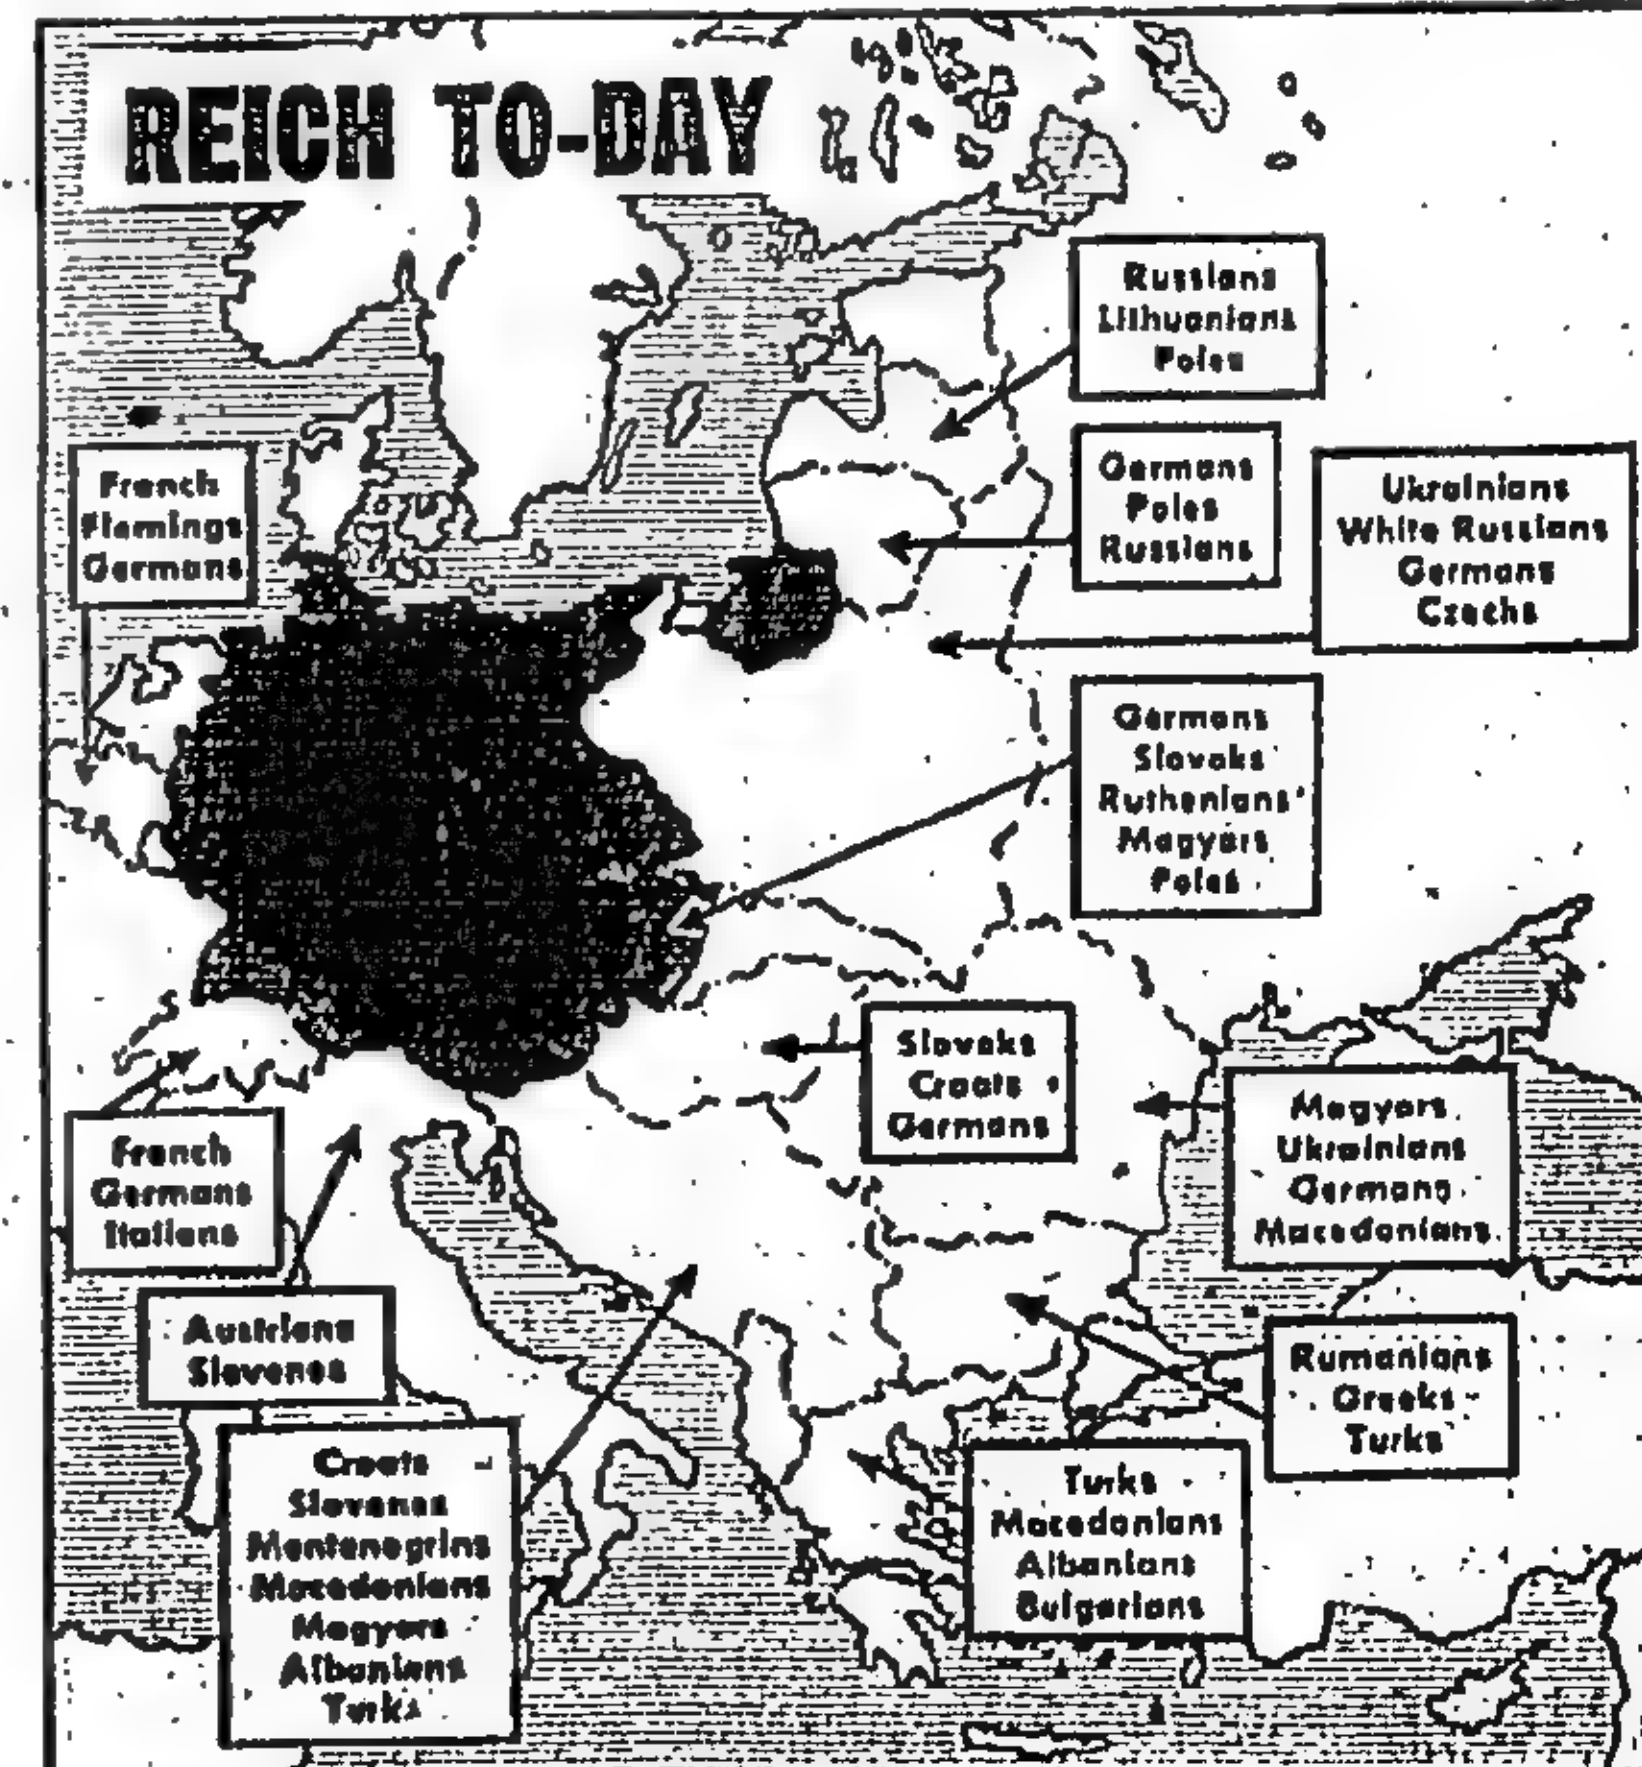 REICH TO-DAY
Russians
Lithuanians
Poles
French
Flemings
Germans
Germans
Poles
Russians
Ukrainians
White Russians
Germans
Czechs
Germans
Slovaks
Ruthenians
Magyars
Poles
Slovaks
Croats
Germans
Magyars
Ukrainians
Germans
Macedonians
French
Germans
Italians
Austrians
Slovenes
Rumanians
Greeks
Turks
Croats
Slovenes
Montenegrins
Macedonians
Magyars
Albanians
Turks
Turks
Macedonians
Albanians
Bulgarians